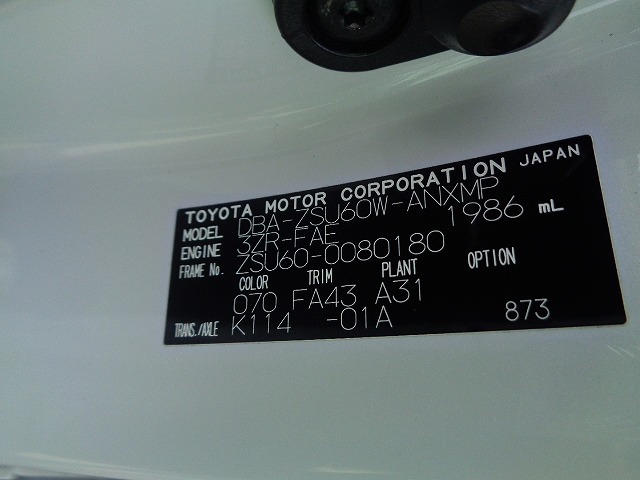 TOYOTA MOTOR CORPORATION JAPAN
MODEL DBA-ZSU60W-ANXMP
ENGINE 3ZR-FAE 1986 mL
FRAME No. ZSU60-0080180
COLOR TRIM PLANT OPTION
070 FA43 A31
TRANS./AXLE K114 -01A 873